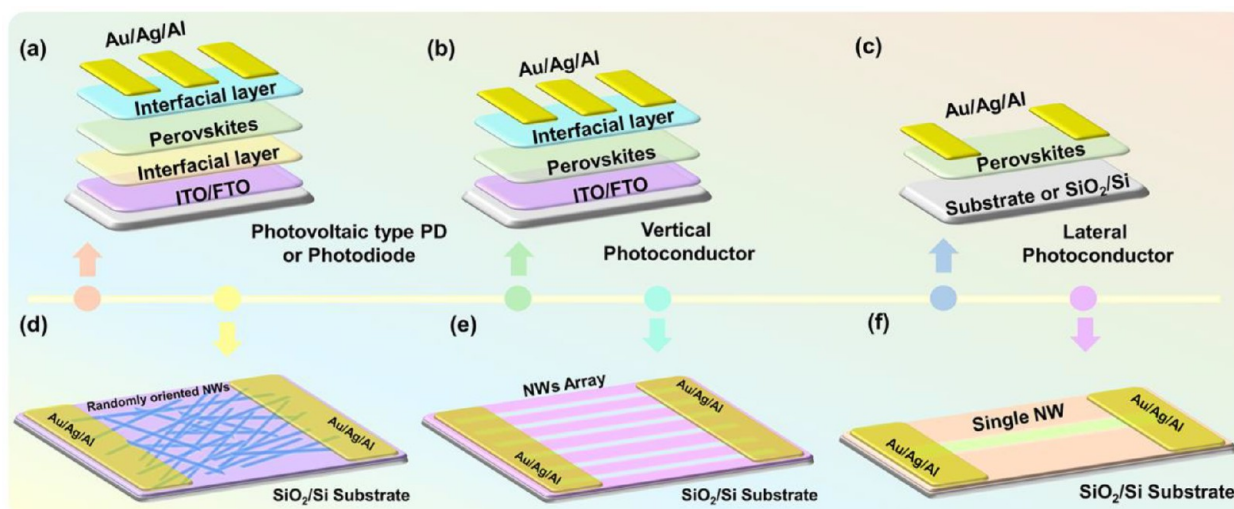 (a)
Au/Ag/Al
Interfacial layer
Perovskites
Interfacial layer
ITO/FTO
Photovoltaic type PD
or Photodiode
(b)
Au/Ag/Al
Interfacial layer
Perovskites
ITO/FTO
Vertical
Photoconductor
(c)
Au/Ag/Al
Perovskites
Substrate or SiO₂/Si
Lateral
Photoconductor
(d)
Randomly oriented NWs
Au/Ag/Al
Au/Ag/Al
SiO₂/Si Substrate
(e)
NWs Array
Au/Ag/Al
Au/Ag/Al
SiO₂/Si Substrate
(f)
Single NW
Au/Ag/Al
Au/Ag/Al
SiO₂/Si Substrate